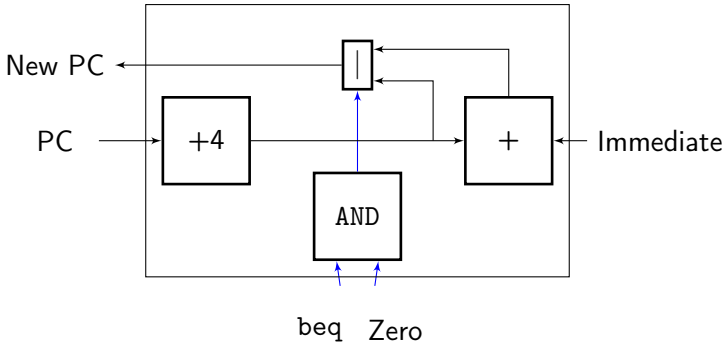 New PC
|
PC
+4
+
Immediate
AND
beq
Zero